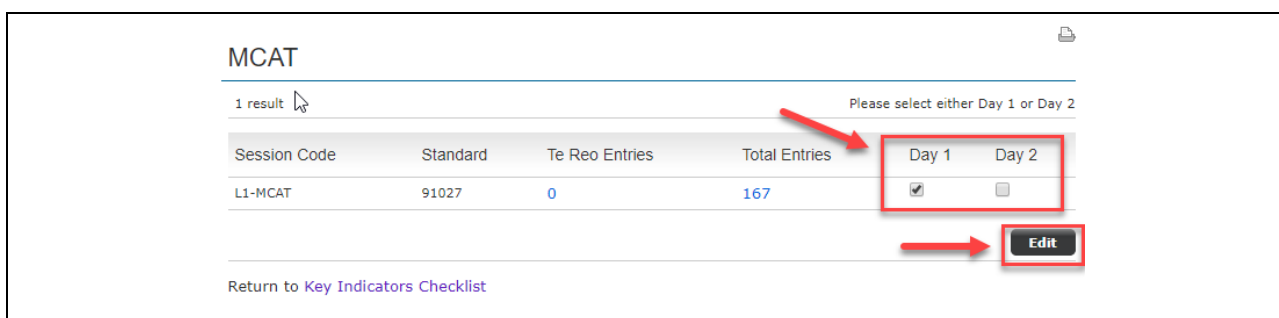 MCAT
1 result Please select either Day 1 or Day 2
Session Code Standard Te Reo Entries Total Entries Day 1 Day 2
L1-MCAT 91027 0 167
Edit
Return to Key Indicators Checklist